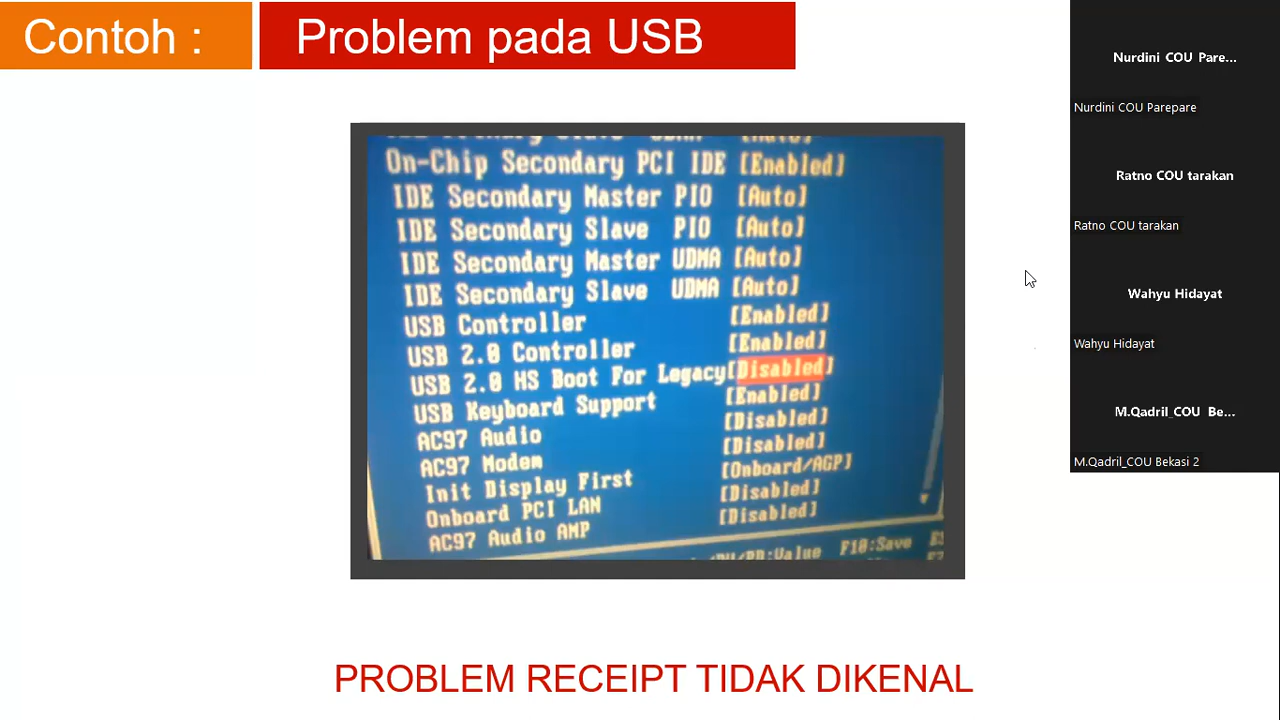 Contoh :
Problem pada USB
On-Chip Secondary PCI IDE [Enabled]
IDE Secondary Master PIO [Auto]
IDE Secondary Slave PIO [Auto]
IDE Secondary Master UDMA [Auto]
IDE Secondary Slave UDMA [Auto]
USB Controller [Enabled]
USB 2.0 Controller [Enabled]
USB 2.0 HS Boot For Legacy[Disabled]
USB Keyboard Support [Enabled]
AC97 Audio [Disabled]
AC97 Modem [Disabled]
Init Display First [Onboard/AGP]
Onboard PCI LAN [Disabled]
AC97 Audio AMP [Disabled]
F10:Save
PROBLEM RECEIPT TIDAK DIKENAL
Nurdini COU Pare...
Nurdini COU Parepare
Ratno COU tarakan
Ratno COU tarakan
Wahyu Hidayat
Wahyu Hidayat
M.Qadril_COU Be...
M.Qadril_COU Bekasi 2